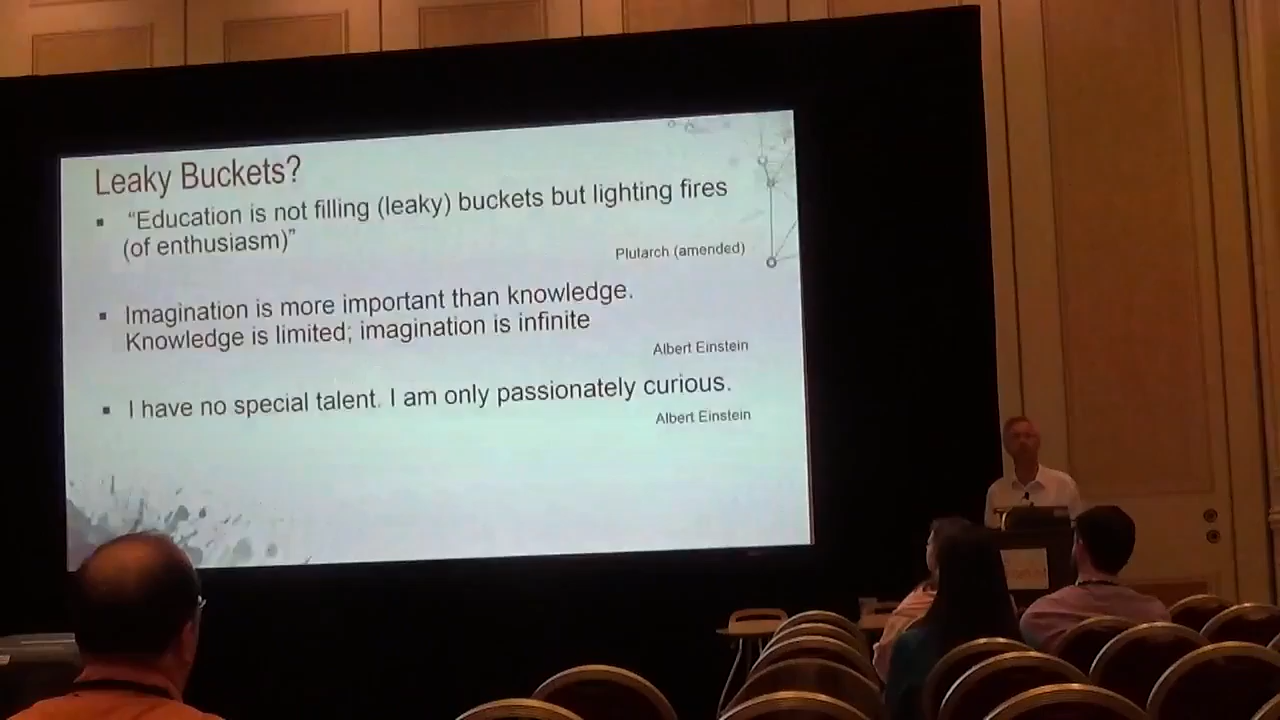 Leaky Buckets?
▪ “Education is not filling (leaky) buckets but lighting fires
(of enthusiasm)”
Plutarch (amended)
▪ Imagination is more important than knowledge.
Knowledge is limited; imagination is infinite
Albert Einstein
▪ I have no special talent. I am only passionately curious.
Albert Einstein